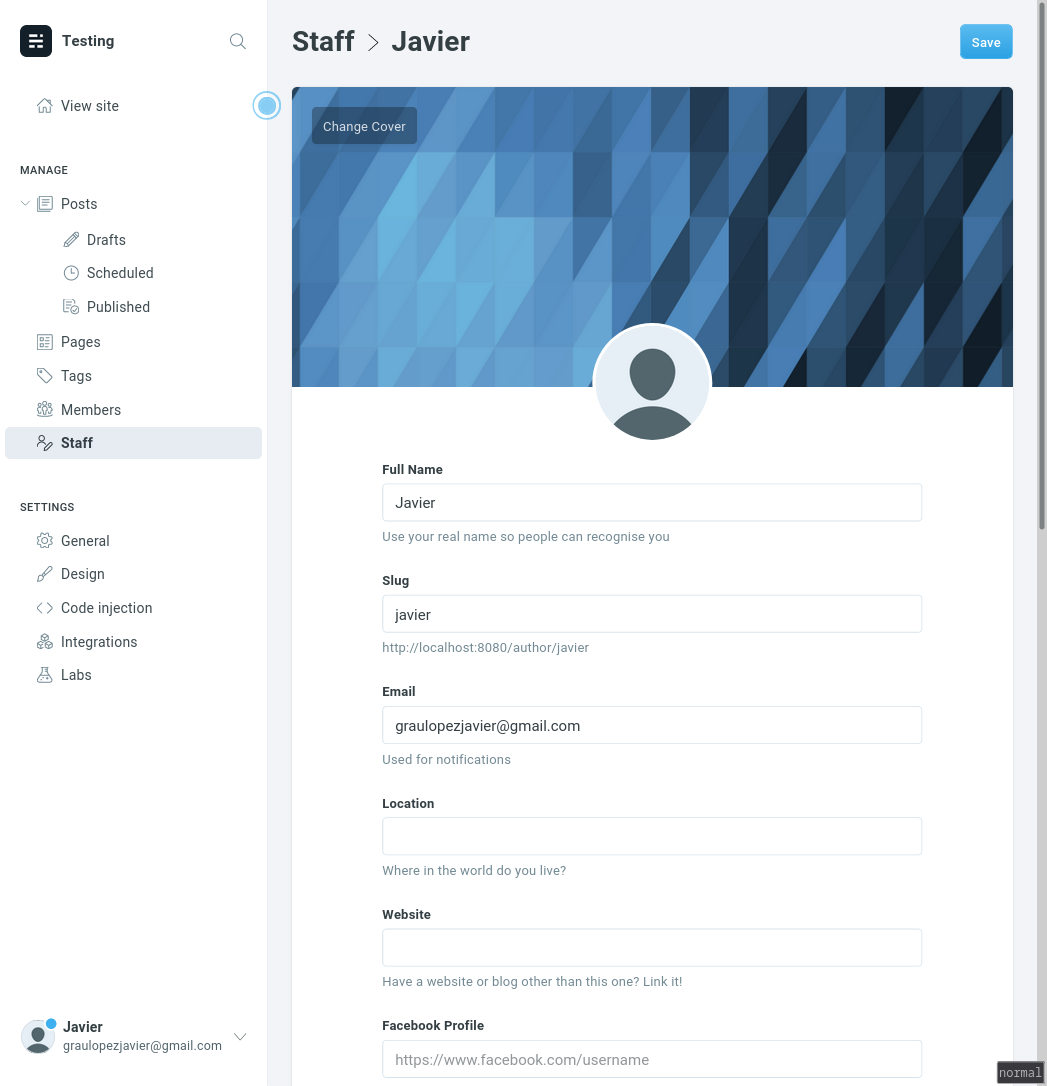 Testing
View site
MANAGE
Posts
Drafts
Scheduled
Published
Pages
Tags
Members
Staff
SETTINGS
General
Design
Code injection
Integrations
Labs
Javier
graulopezjavier@gmail.com
Staff > Javier
Save
Change Cover
Full Name
Javier
Use your real name so people can recognise you
Slug
javier
http://localhost:8080/author/javier
Email
graulopezjavier@gmail.com
Used for notifications
Location
Where in the world do you live?
Website
Have a website or blog other than this one? Link it!
Facebook Profile
https://www.facebook.com/username
normal